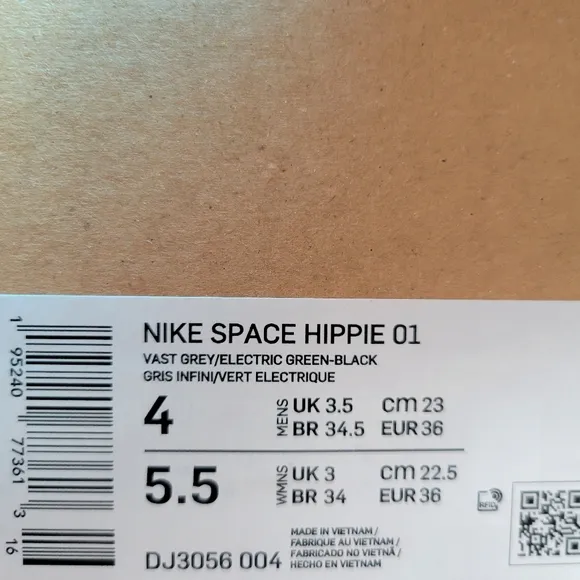 NIKE SPACE HIPPIE 01
VAST GREY/ELECTRIC GREEN-BLACK
GRIS INFINI/VERT ELECTRIQUE
4 MENS UK 3.5 cm 23
BR 34.5 EUR 36
5.5 WMNS UK 3 cm 22.5
BR 34 EUR 36
DJ3056 004
MADE IN VIETNAM /
FABRIQUE AU VIETNAM /
FABRICADO NO VIETNÃ /
HECHO EN VIETNAM
RFID
1 95240 77361 3
16